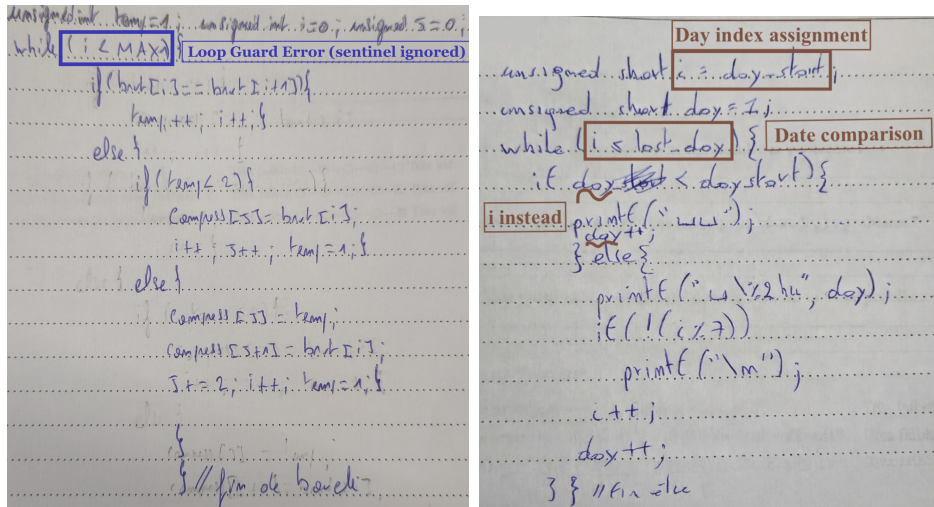 unsigned int temp=1; unsigned int i=0; unsigned J=0;
while (i < MAX1) { Loop Guard Error (sentinel ignored)
if(brut[i]==brut[i+1]){
temp++; i++;}
else{
if(temp<2){
compress[J]=brut[i];
i++; J++; temp=1;}
else{
compress[J]=temp;
compress[J+1]=brut[i];
J+=2; i++; temp=1;}
}
} // fin de boucle
Day index assignment
unsigned short i = day_start;
unsigned short day = 1;
while (i ≤ last_day) { Date comparison
if day < daystart){
i instead printf("␣␣");
day++;
} else{
printf("␣\%2hu", day);
if(!(i%7))
printf("\n");
i++;
day++;
} } // fin else